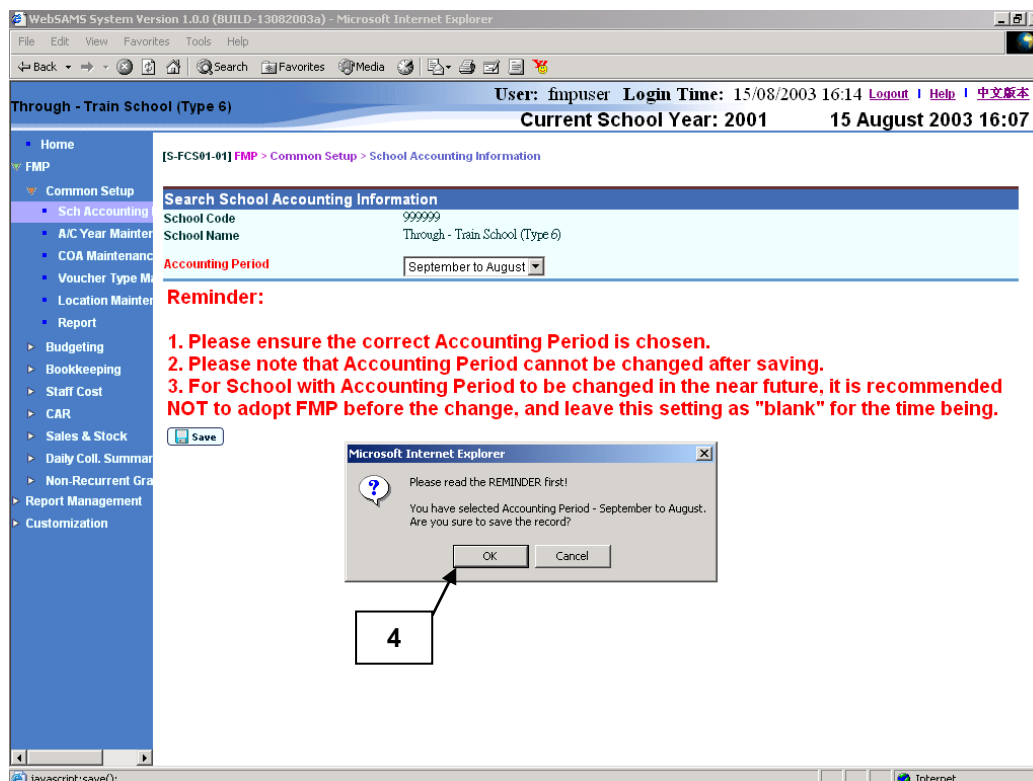 WebSAMS System Version 1.0.0 (BUILD-13082003a) - Microsoft Internet Explorer
File Edit View Favorites Tools Help
Back Search Favorites Media
Through - Train School (Type 6)
User: fmpuser Login Time: 15/08/2003 16:14 Logout | Help | 中文版本
Current School Year: 2001 15 August 2003 16:07
Home
FMP
Common Setup
Sch Accounting
A/C Year Mainter
COA Maintenanc
Voucher Type Ma
Location Mainter
Report
Budgeting
Bookkeeping
Staff Cost
CAR
Sales & Stock
Daily Coll. Summar
Non-Recurrent Gra
Report Management
Customization
[S-FCS01-01] FMP > Common Setup > School Accounting Information
Search School Accounting Information
School Code 999999
School Name Through - Train School (Type 6)
Accounting Period September to August
Reminder:
1. Please ensure the correct Accounting Period is chosen.
2. Please note that Accounting Period cannot be changed after saving.
3. For School with Accounting Period to be changed in the near future, it is recommended
NOT to adopt FMP before the change, and leave this setting as "blank" for the time being.
Save
Microsoft Internet Explorer
Please read the REMINDER first!
You have selected Accounting Period - September to August.
Are you sure to save the record?
OK Cancel
4
javascript:save();
Internet